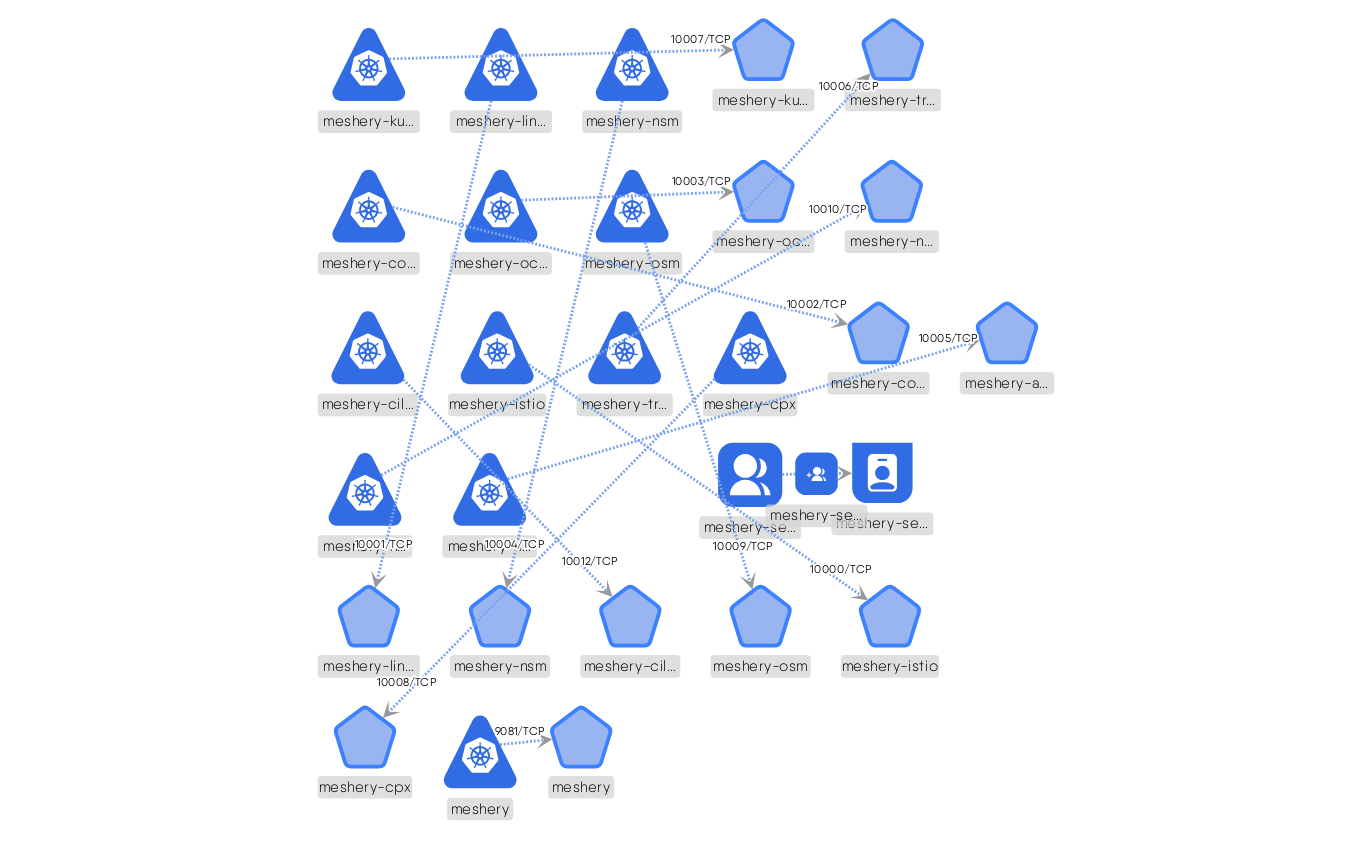 10007/TCP
10006/TCP
meshery-ku...
meshery-tr...
meshery-ku...
meshery-lin...
meshery-nsm
10003/TCP
10010/TCP
meshery-oc...
meshery-n...
meshery-co...
meshery-oc...
meshery-osm
10002/TCP
10005/TCP
meshery-co...
meshery-a...
meshery-cil...
meshery-istio
meshery-tr...
meshery-cpx
meshery-se...
meshery-se...
meshery-se...
10001/TCP
10004/TCP
10009/TCP
10012/TCP
10000/TCP
meshery-lin...
meshery-nsm
meshery-cil...
meshery-osm
meshery-istio
10008/TCP
9081/TCP
meshery-cpx
meshery
meshery